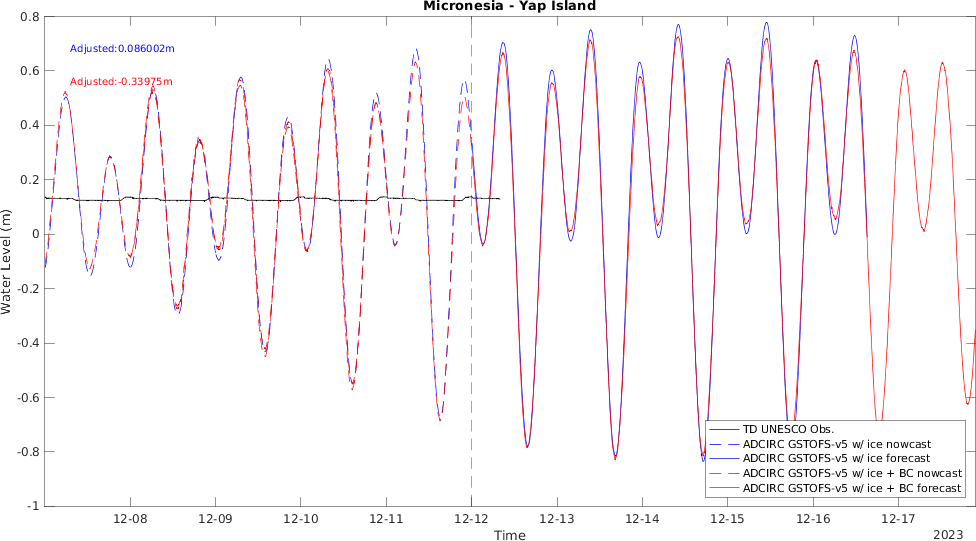 Micronesia - Yap Island
Adjusted:0.086002m
Adjusted:-0.33975m
Water Level (m)
0.8
0.6
0.4
0.2
0
-0.2
-0.4
-0.6
-0.8
-1
TD UNESCO Obs.
ADCIRC GSTOFS-v5 w/ ice nowcast
ADCIRC GSTOFS-v5 w/ ice forecast
ADCIRC GSTOFS-v5 w/ ice + BC nowcast
ADCIRC GSTOFS-v5 w/ ice + BC forecast
12-08 12-09 12-10 12-11 12-12 12-13 12-14 12-15 12-16 12-17
Time
2023